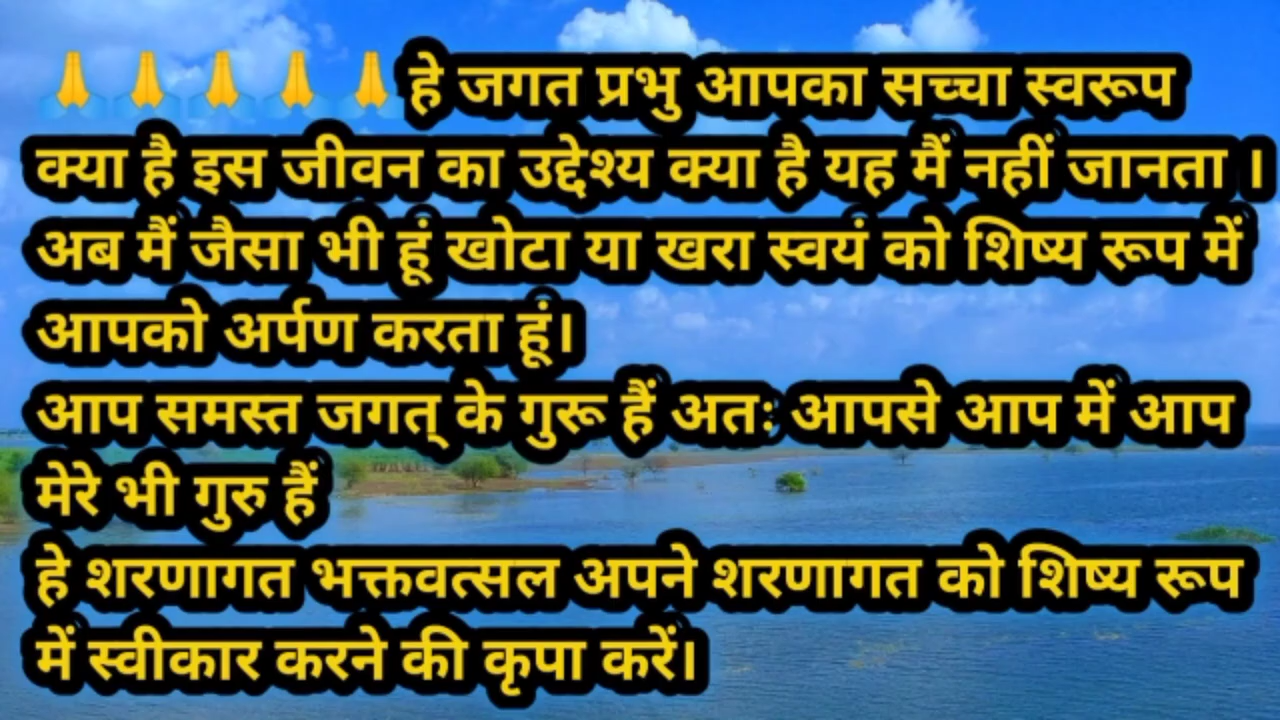 🙏🙏🙏🙏🙏हे जगत प्रभु आपका सच्चा स्वरूप
क्या है इस जीवन का उद्देश्य क्या है यह मैं नहीं जानता ।
अब मैं जैसा भी हूं खोटा या खरा स्वयं को शिष्य रूप में
आपको अर्पण करता हूं।
आप समस्त जगत् के गुरू हैं अतः आपसे आप में आप
मेरे भी गुरु हैं
हे शरणागत भक्तवत्सल अपने शरणागत को शिष्य रूप
में स्वीकार करने की कृपा करें।